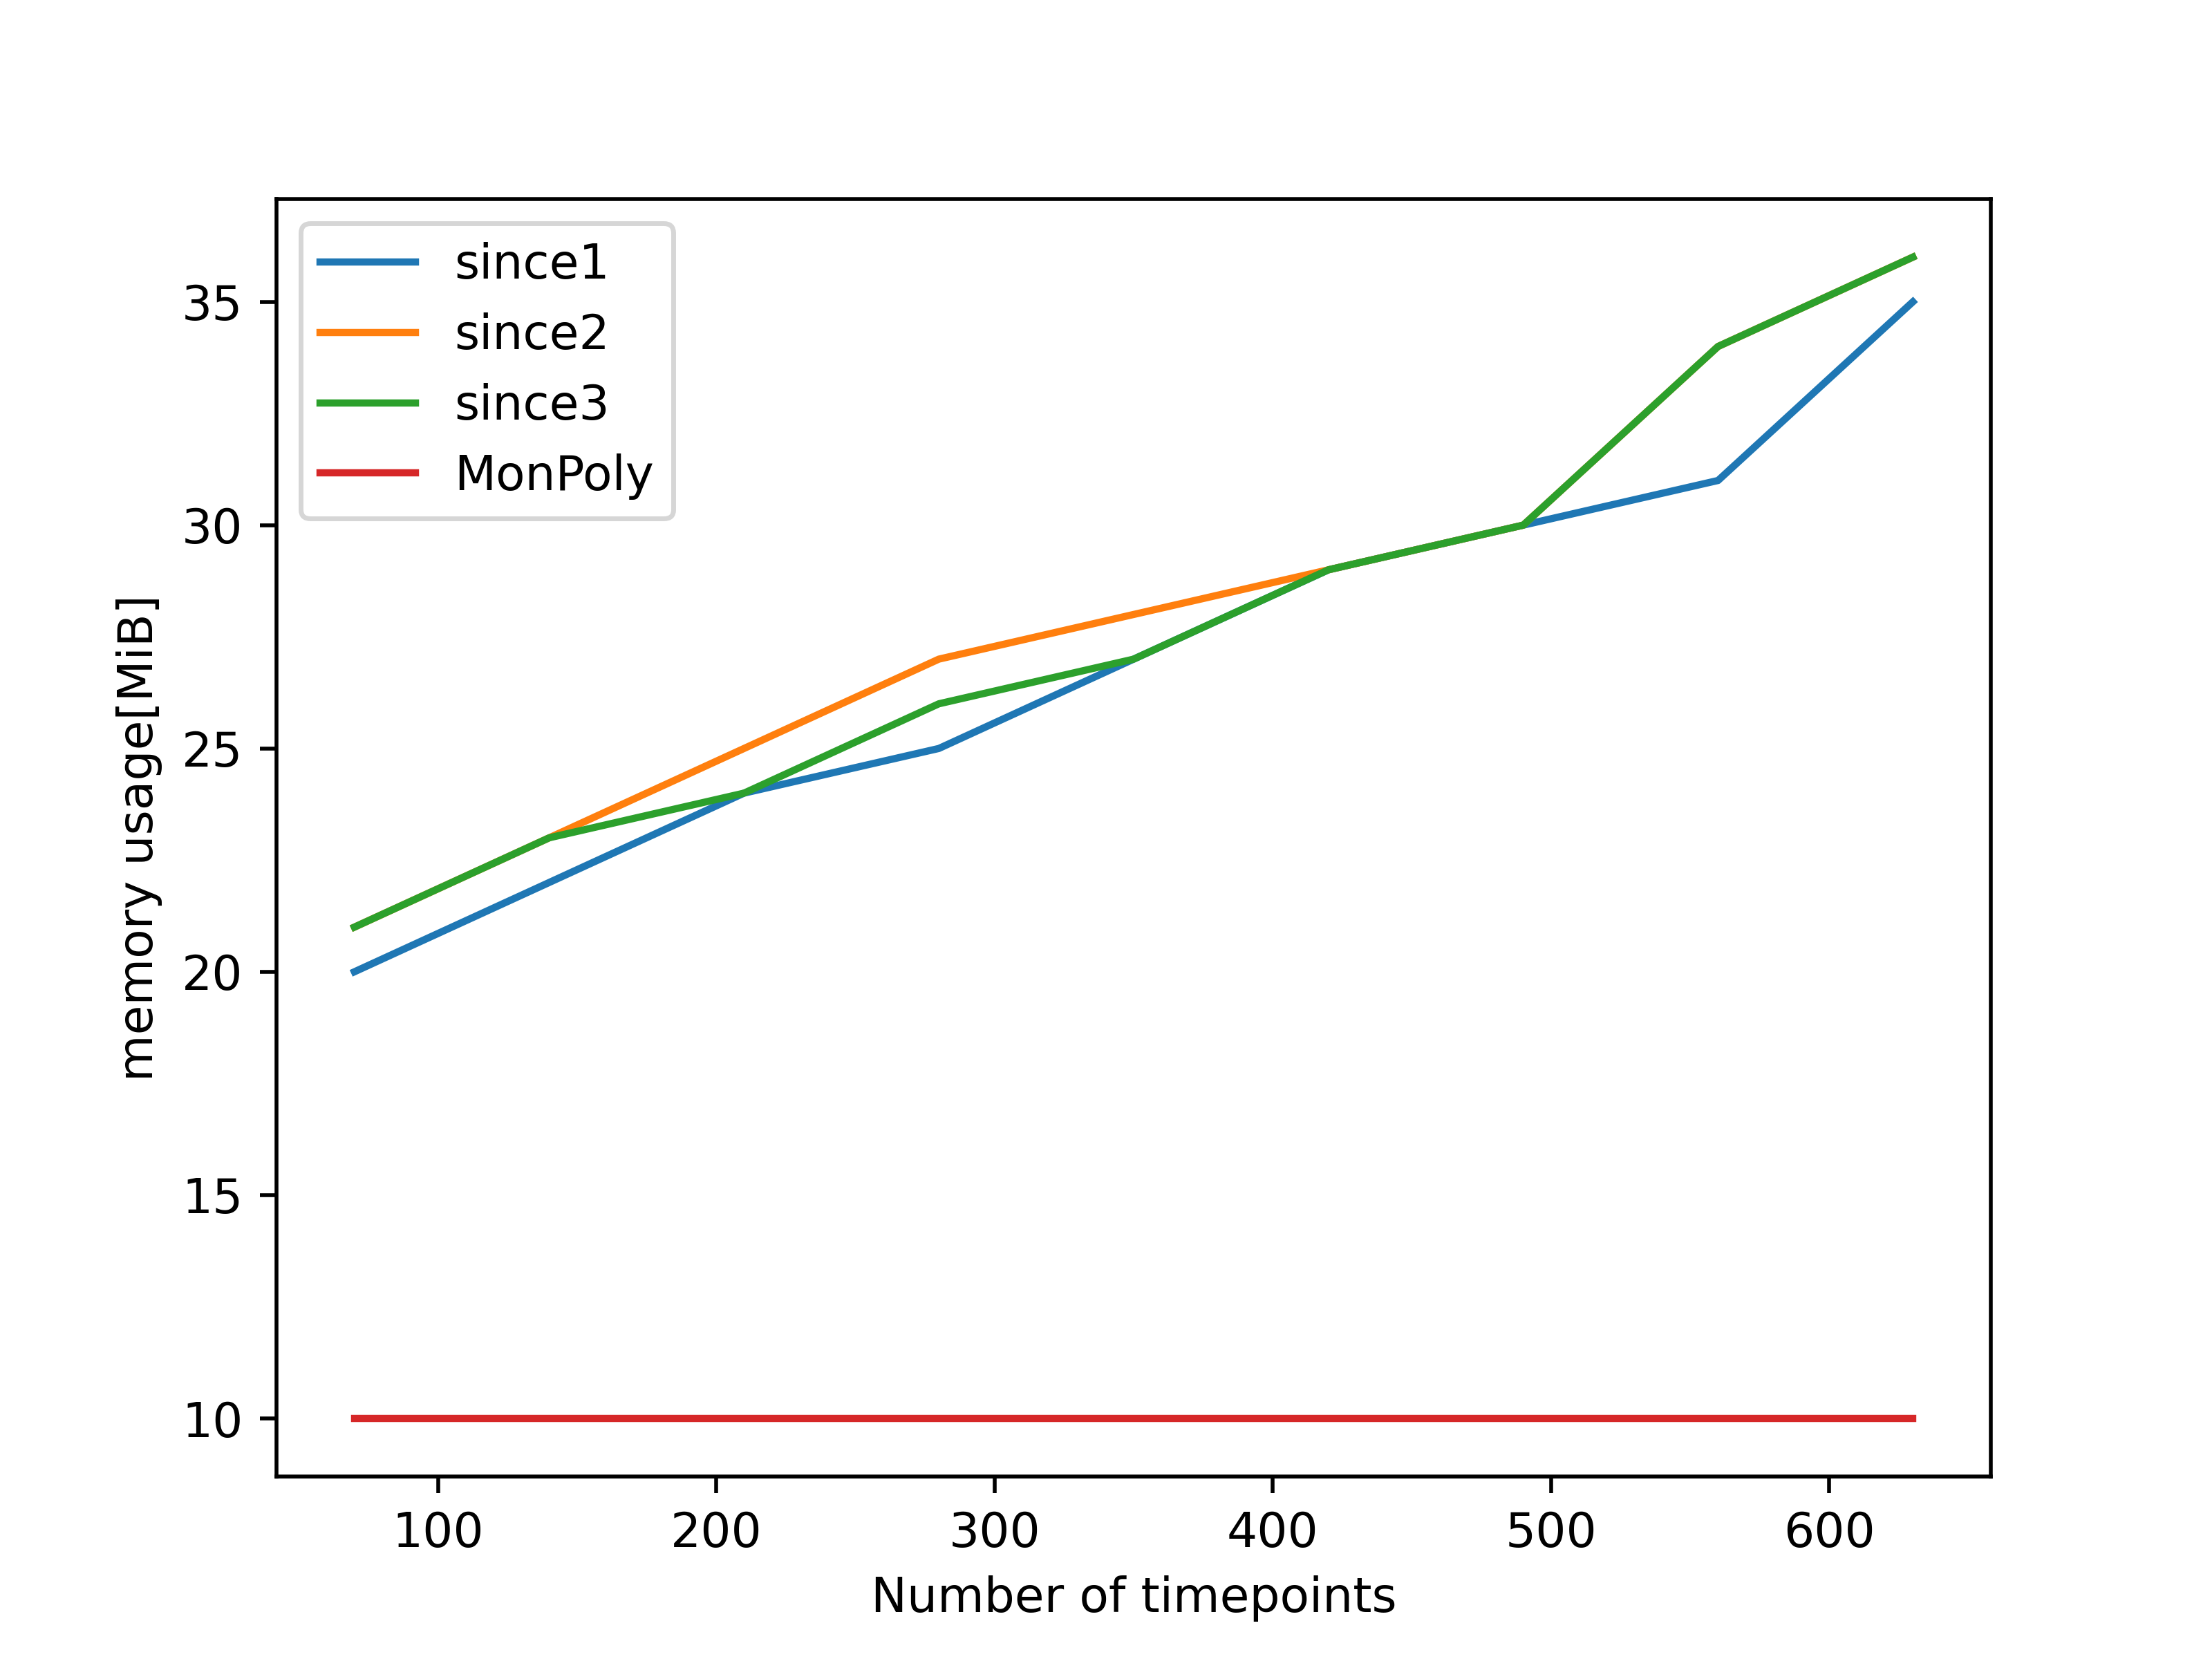 since1
since2
since3
MonPoly
35
30
25
20
15
10
memory usage[MiB]
100 200 300 400 500 600
Number of timepoints